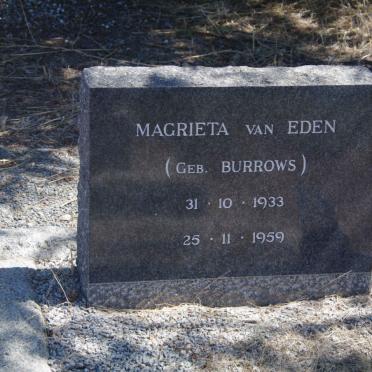 MAGRIETA VAN EDEN
(GEB. BURROWS)
31 · 10 · 1933
25 · 11 · 1959